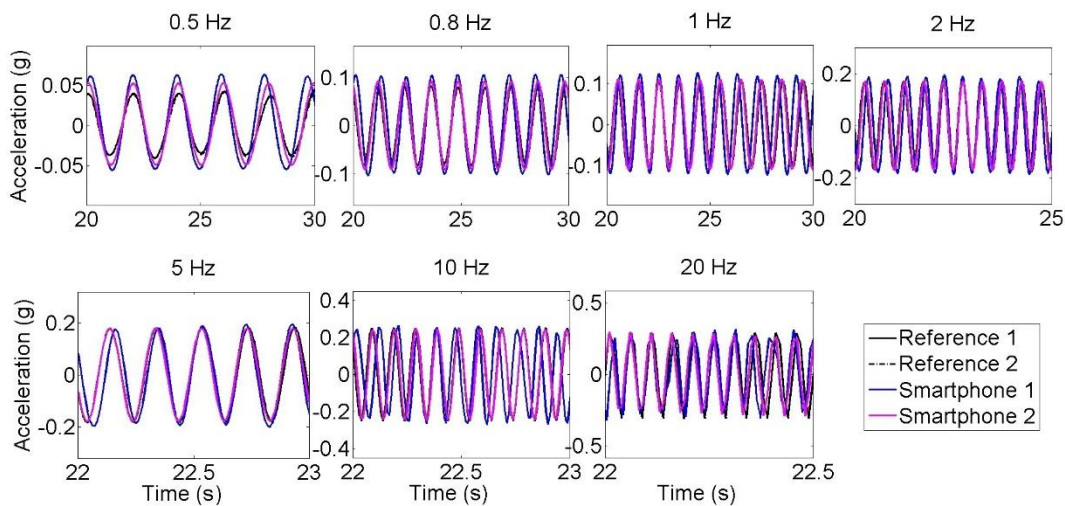 0.5 Hz
0.8 Hz
1 Hz
2 Hz
Acceleration (g)
0.05
0
-0.05
20
25
30
0.1
0
-0.1
20
25
30
0.1
0
-0.1
20
25
30
0.2
0
-0.2
20
25
5 Hz
10 Hz
20 Hz
Acceleration (g)
0.2
0
-0.2
22
22.5
23
Time (s)
0.4
0.2
0
-0.2
-0.4
22
22.5
23
Time (s)
0.5
0
-0.5
22
22.5
Time (s)
Reference 1
Reference 2
Smartphone 1
Smartphone 2